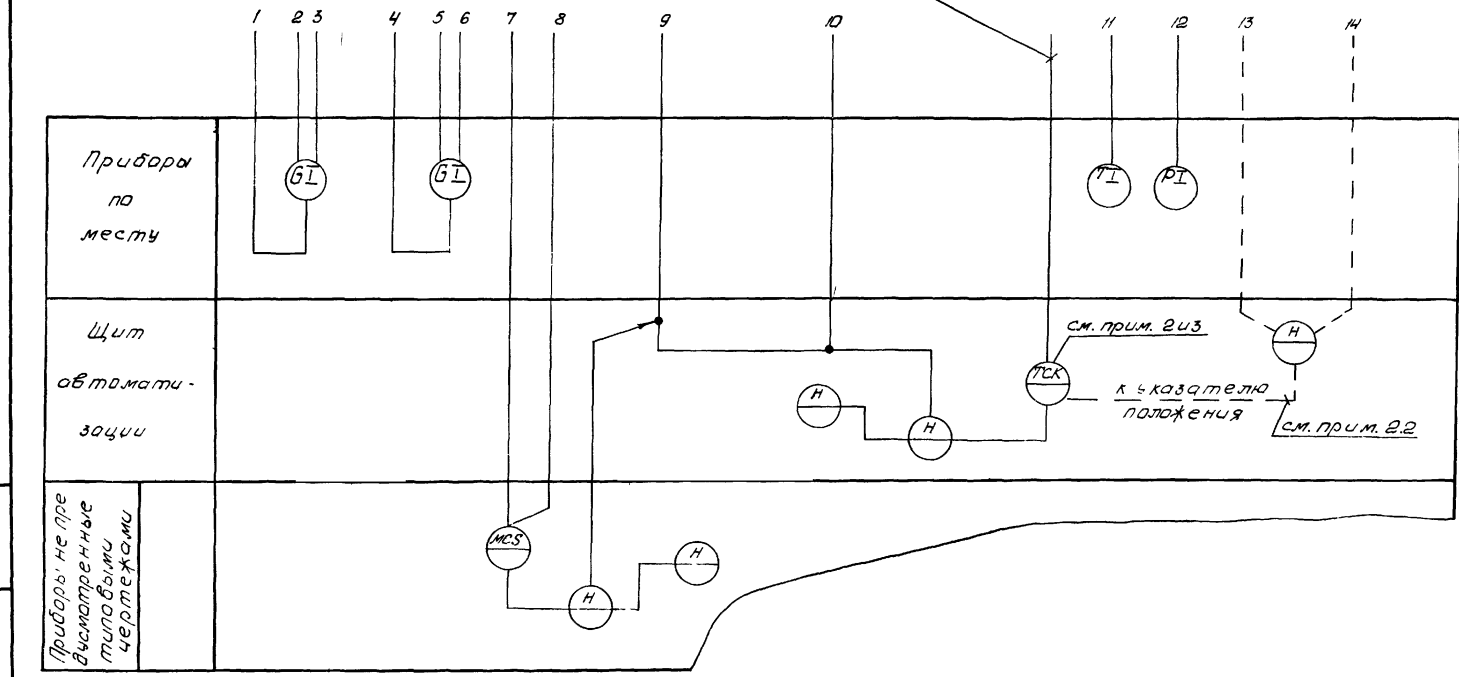 1 2 3 4 5 6 7 8 9 10 11 12 13 14
Приборы
по
месту
GI
GI
TI
PI
Щит
автомати-
зации
см. прим. 2 и 3
TCK
H
H
H
к указателю
положения
см. прим. 2.2
Приборы не пре
дусмотренные
типовыми
чертежами
MCS
H
H